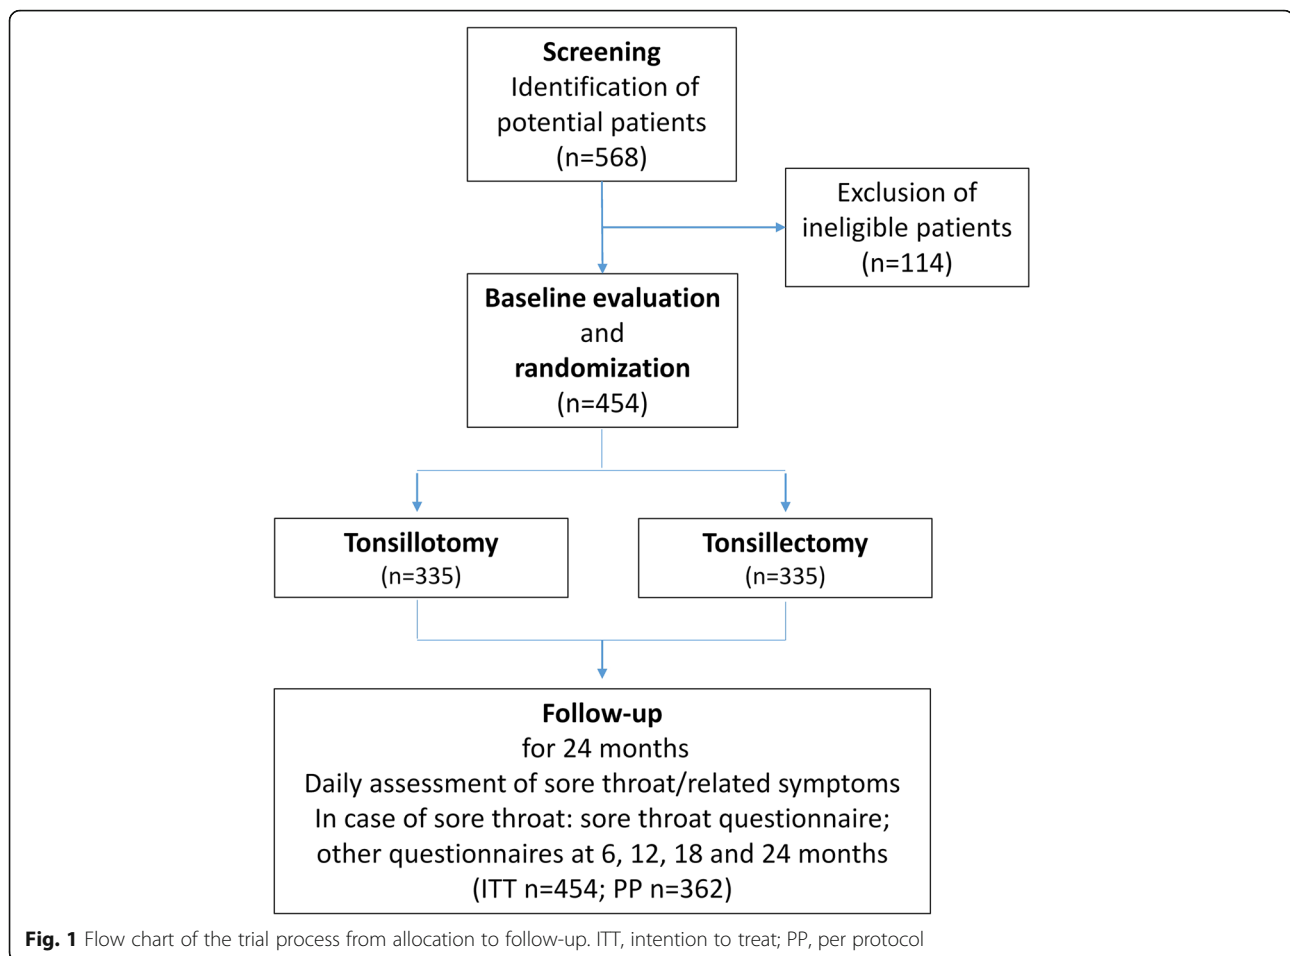 Screening
Identification of
potential patients
(n=568)
Exclusion of
ineligible patients
(n=114)
Baseline evaluation
and
randomization
(n=454)
Tonsillotomy
(n=335)
Tonsillectomy
(n=335)
Follow-up
for 24 months
Daily assessment of sore throat/related symptoms
In case of sore throat: sore throat questionnaire;
other questionnaires at 6, 12, 18 and 24 months
(ITT n=454; PP n=362)
Fig. 1 Flow chart of the trial process from allocation to follow-up. ITT, intention to treat; PP, per protocol